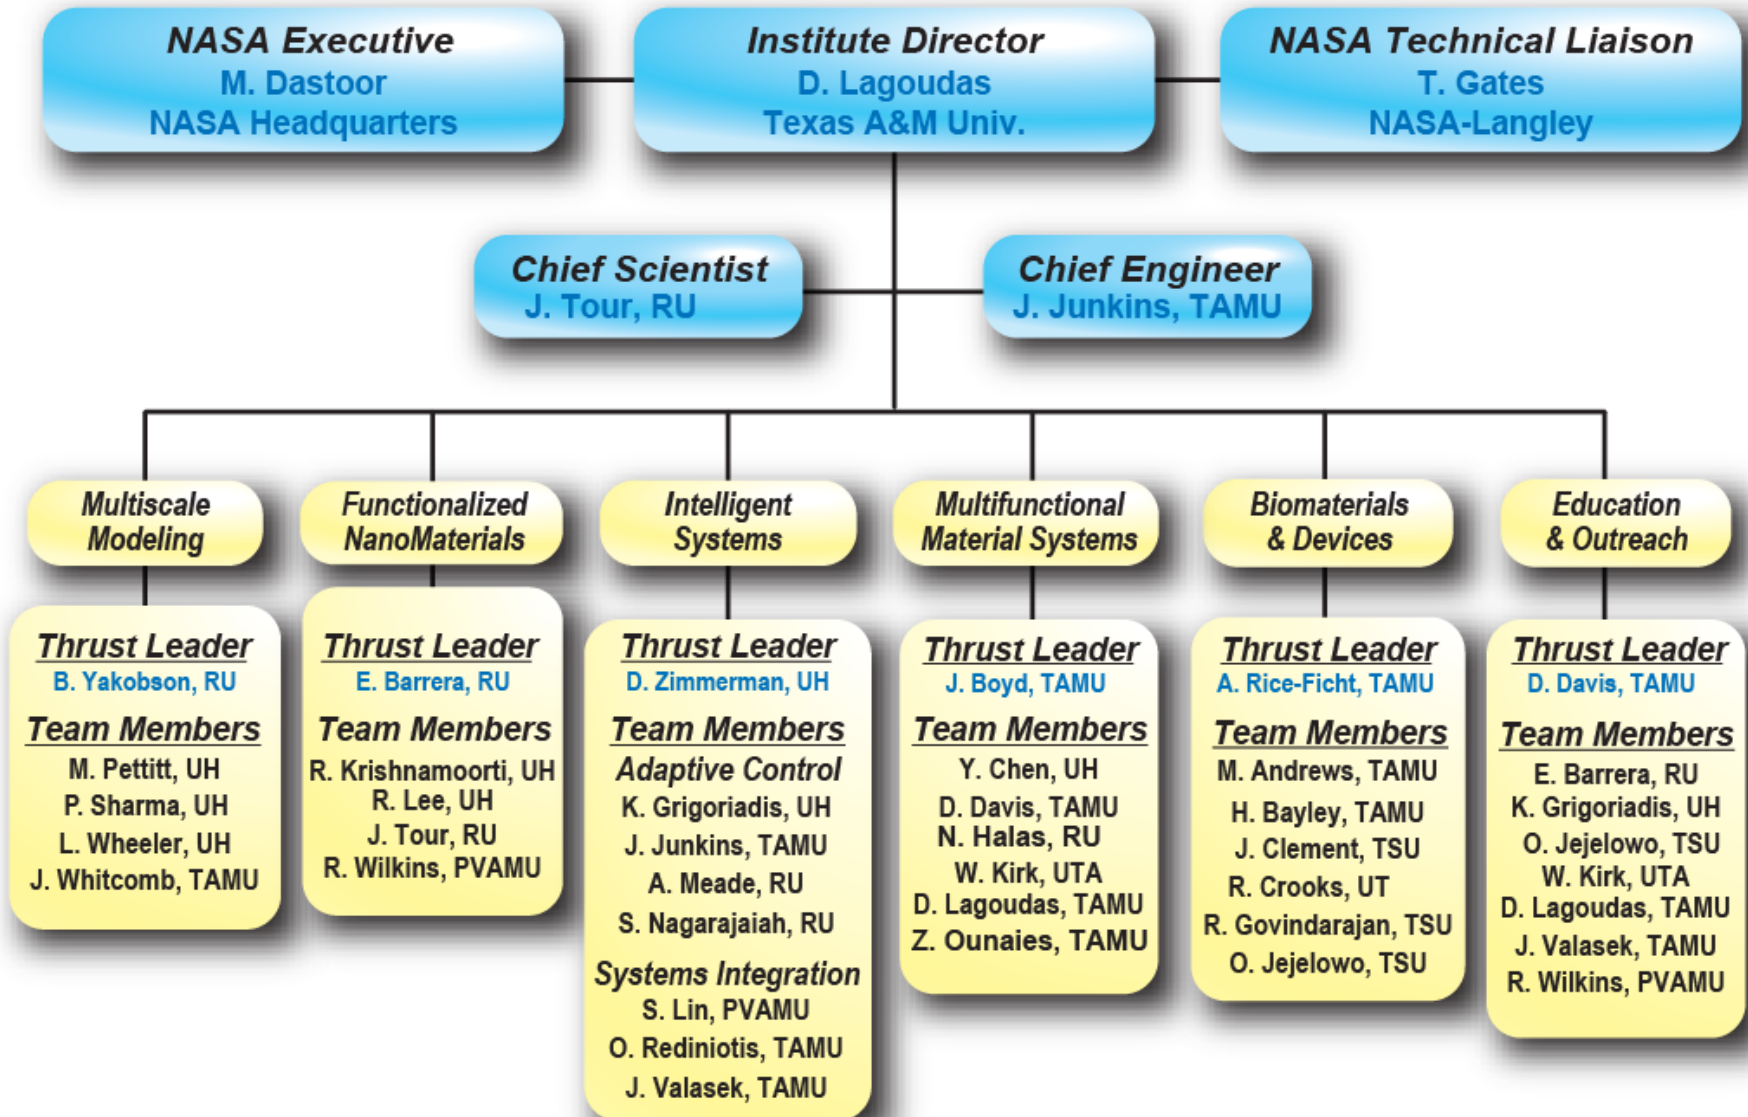 NASA Executive
M. Dastoor
NASA Headquarters
Institute Director
D. Lagoudas
Texas A&M Univ.
NASA Technical Liaison
T. Gates
NASA-Langley
Chief Scientist
J. Tour, RU
Chief Engineer
J. Junkins, TAMU
Multiscale
Modeling
Functionalized
NanoMaterials
Intelligent
Systems
Multifunctional
Material Systems
Biomaterials
& Devices
Education
& Outreach
Thrust Leader
B. Yakobson, RU
Team Members
M. Pettitt, UH
P. Sharma, UH
L. Wheeler, UH
J. Whitcomb, TAMU
Thrust Leader
E. Barrera, RU
Team Members
R. Krishnamoorti, UH
R. Lee, UH
J. Tour, RU
R. Wilkins, PVAMU
Thrust Leader
D. Zimmerman, UH
Team Members
Adaptive Control
K. Grigoriadis, UH
J. Junkins, TAMU
A. Meade, RU
S. Nagarajaiah, RU
Systems Integration
S. Lin, PVAMU
O. Rediniotis, TAMU
J. Valasek, TAMU
Thrust Leader
J. Boyd, TAMU
Team Members
Y. Chen, UH
D. Davis, TAMU
N. Halas, RU
W. Kirk, UTA
D. Lagoudas, TAMU
Z. Ounaies, TAMU
Thrust Leader
A. Rice-Ficht, TAMU
Team Members
M. Andrews, TAMU
H. Bayley, TAMU
J. Clement, TSU
R. Crooks, UT
R. Govindarajan, TSU
O. Jejelowo, TSU
Thrust Leader
D. Davis, TAMU
Team Members
E. Barrera, RU
K. Grigoriadis, UH
O. Jejelowo, TSU
W. Kirk, UTA
D. Lagoudas, TAMU
J. Valasek, TAMU
R. Wilkins, PVAMU